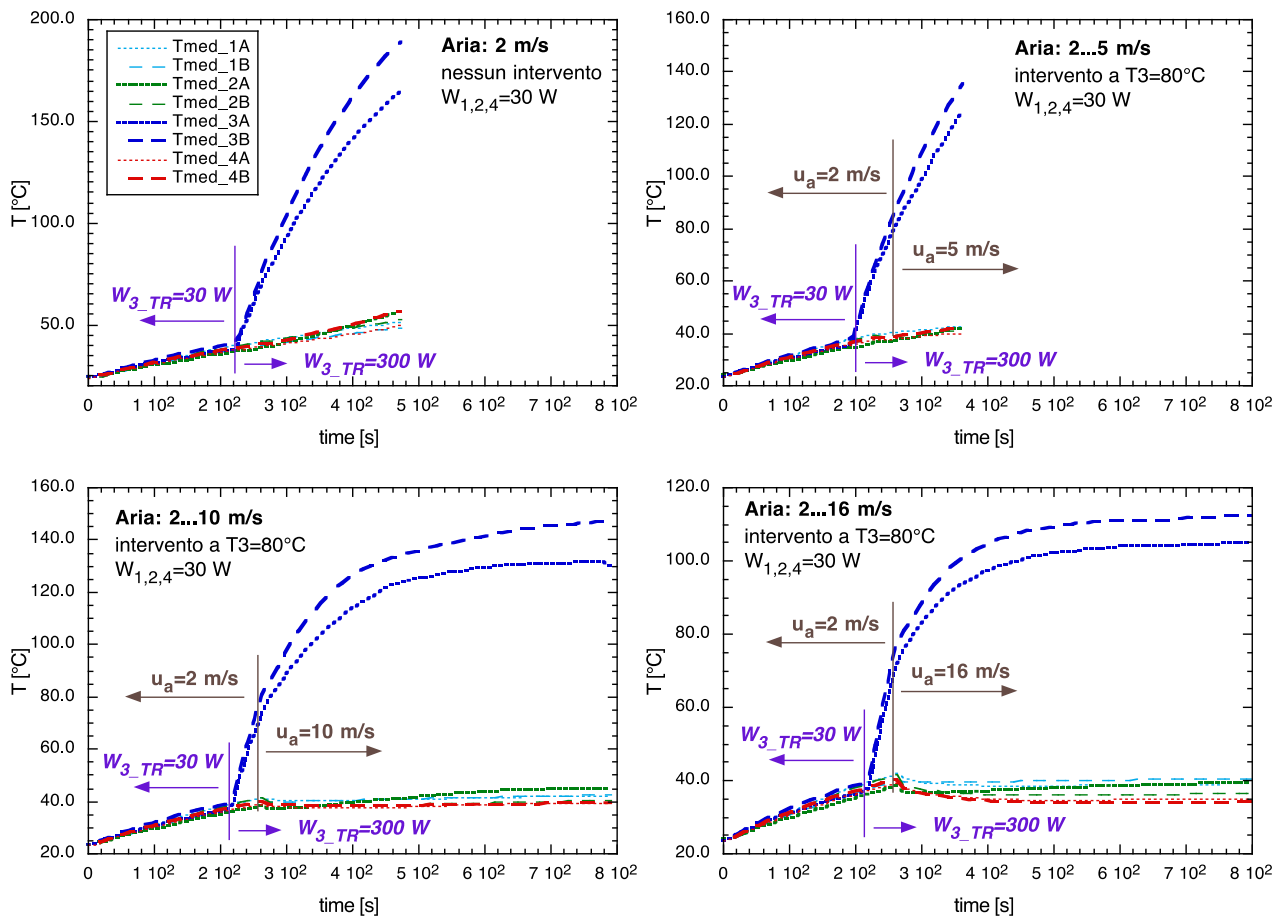 200.0
150.0
100.0
50.0
T [°C]
Tmed_1A
Tmed_1B
Tmed_2A
Tmed_2B
Tmed_3A
Tmed_3B
Tmed_4A
Tmed_4B
Aria: 2 m/s
nessun intervento
W1,2,4=30 W
W3_TR=30 W
W3_TR=300 W
0 1 10² 2 10² 3 10² 4 10² 5 10² 6 10² 7 10² 8 10²
time [s]
160.0
140.0
120.0
100.0
80.0
60.0
40.0
20.0
T [°C]
Aria: 2...5 m/s
intervento a T3=80°C
W1,2,4=30 W
ua=2 m/s
ua=5 m/s
W3_TR=30 W
W3_TR=300 W
0 1 10² 2 10² 3 10² 4 10² 5 10² 6 10² 7 10² 8 10²
time [s]
160.0
140.0
120.0
100.0
80.0
60.0
40.0
20.0
T [°C]
Aria: 2...10 m/s
intervento a T3=80°C
W1,2,4=30 W
ua=2 m/s
ua=10 m/s
W3_TR=30 W
W3_TR=300 W
0 1 10² 2 10² 3 10² 4 10² 5 10² 6 10² 7 10² 8 10²
time [s]
120.0
100.0
80.0
60.0
40.0
20.0
T [°C]
Aria: 2...16 m/s
intervento a T3=80°C
W1,2,4=30 W
ua=2 m/s
ua=16 m/s
W3_TR=30 W
W3_TR=300 W
0 1 10² 2 10² 3 10² 4 10² 5 10² 6 10² 7 10² 8 10²
time [s]